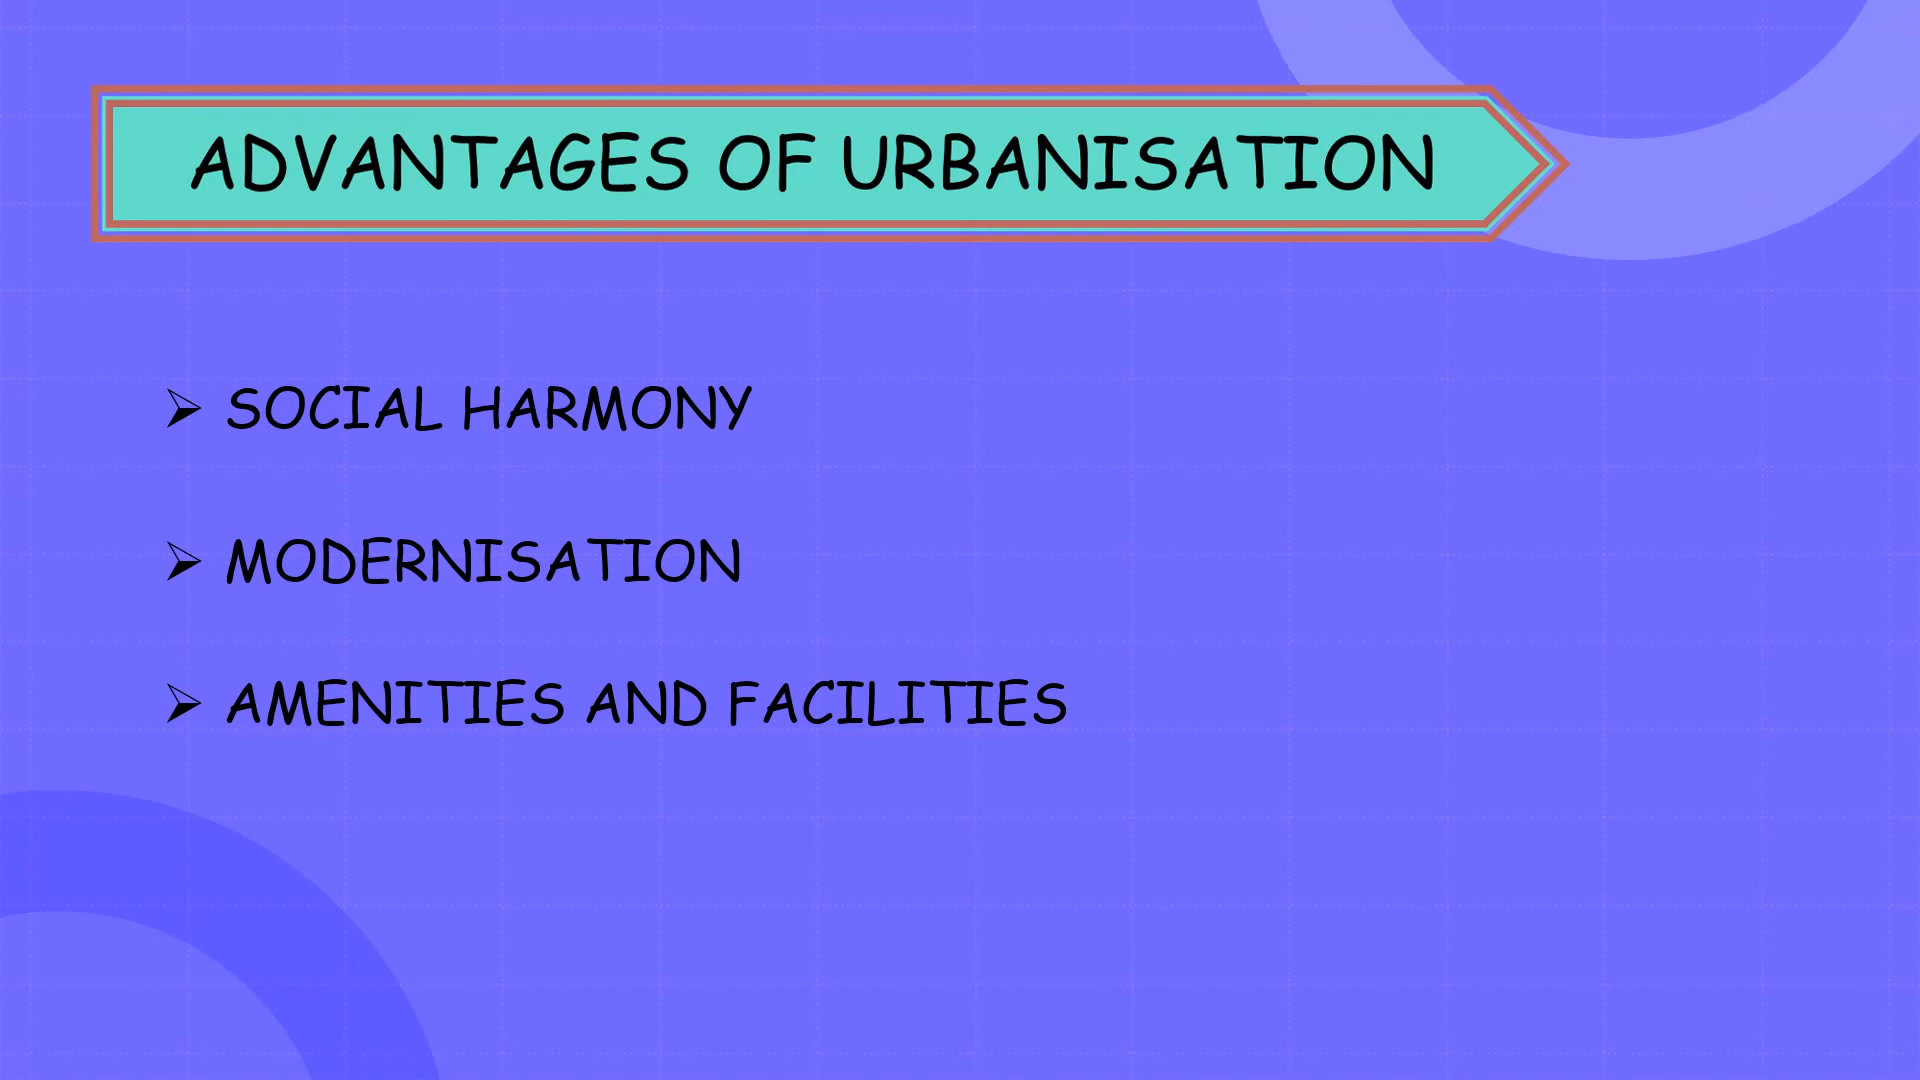 ADVANTAGES OF URBANISATION
➢ SOCIAL HARMONY
➢ MODERNISATION
➢ AMENITIES AND FACILITIES